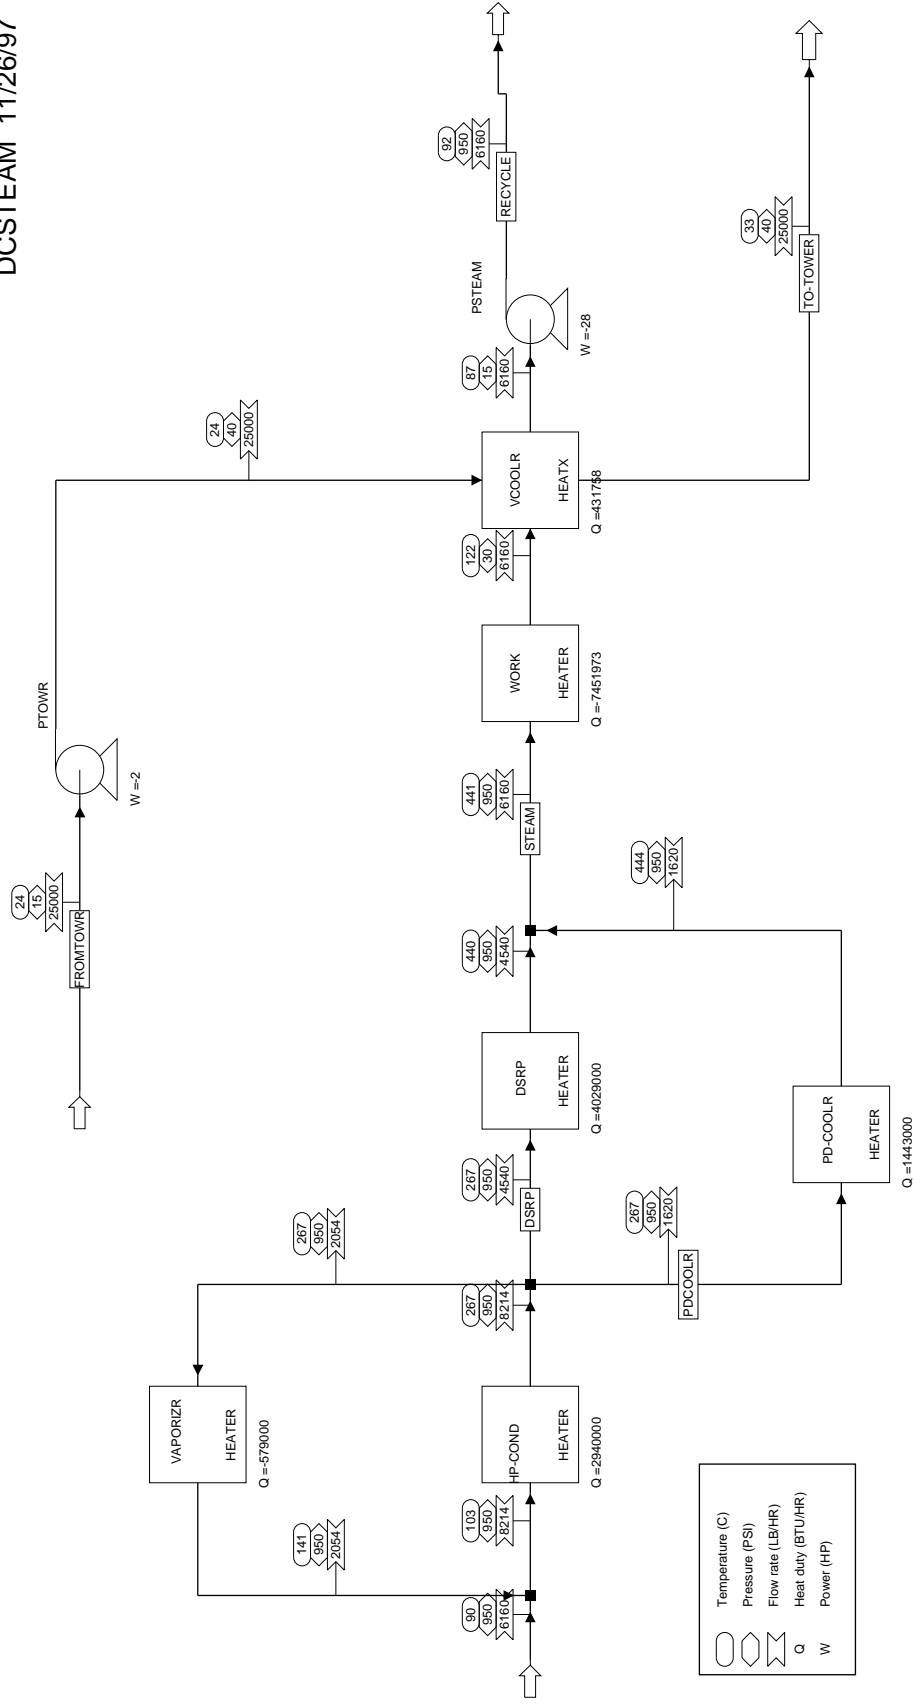 DCSTEAM 11/26/97
24
15
25000
FROMTOWR
PTOWR
W =-2
24
40
25000
90
950
6160
141
950
2054
VAPORIZR
HEATER
Q =-579000
267
950
2054
103
950
8214
HP-COND
HEATER
Q =2940000
267
950
8214
267
950
4540
DSRP
DSRP
HEATER
Q =4029000
440
950
4540
267
950
1620
PDCOOLR
PD-COOLR
HEATER
Q =1443000
444
950
1620
441
950
6160
STEAM
WORK
HEATER
Q =-7451973
122
30
6160
VCOOLR
HEATX
Q =431758
87
15
6160
PSTEAM
W =-28
92
950
6160
RECYCLE
33
40
25000
TO-TOWER
Temperature (C)
Pressure (PSI)
Flow rate (LB/HR)
Q Heat duty (BTU/HR)
W Power (HP)